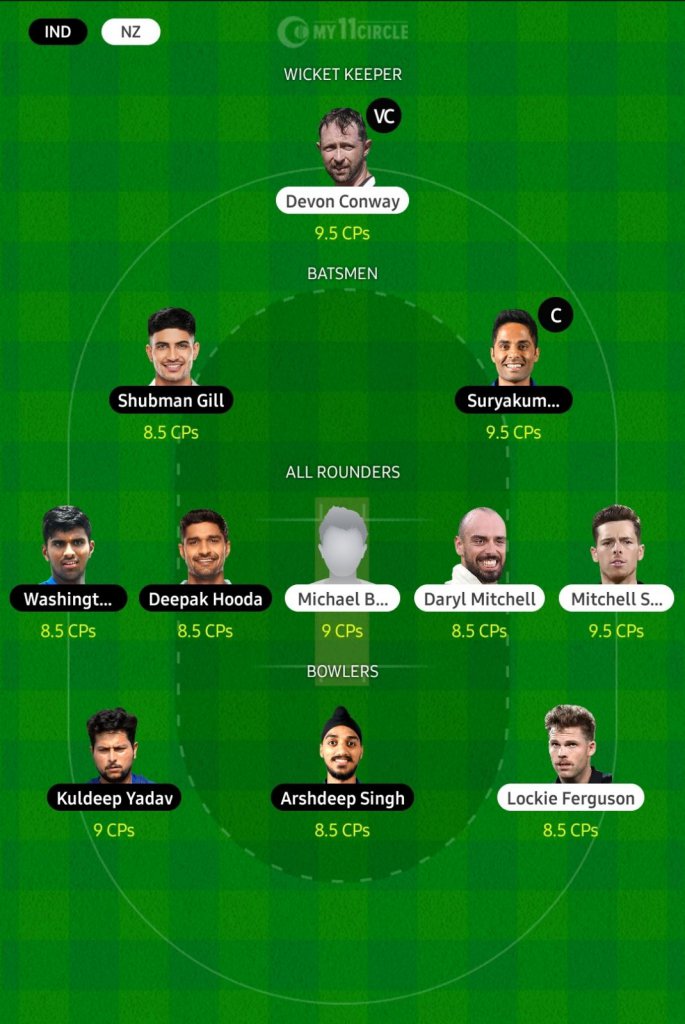 IND NZ MY11CIRCLE
WICKET KEEPER
VC
Devon Conway
9.5 CPs
BATSMEN
C
Shubman Gill Suryakum...
8.5 CPs 9.5 CPs
ALL ROUNDERS
Washingt... Deepak Hooda Michael B... Daryl Mitchell Mitchell S...
8.5 CPs 8.5 CPs 9 CPs 8.5 CPs 9.5 CPs
BOWLERS
Kuldeep Yadav Arshdeep Singh Lockie Ferguson
9 CPs 8.5 CPs 8.5 CPs